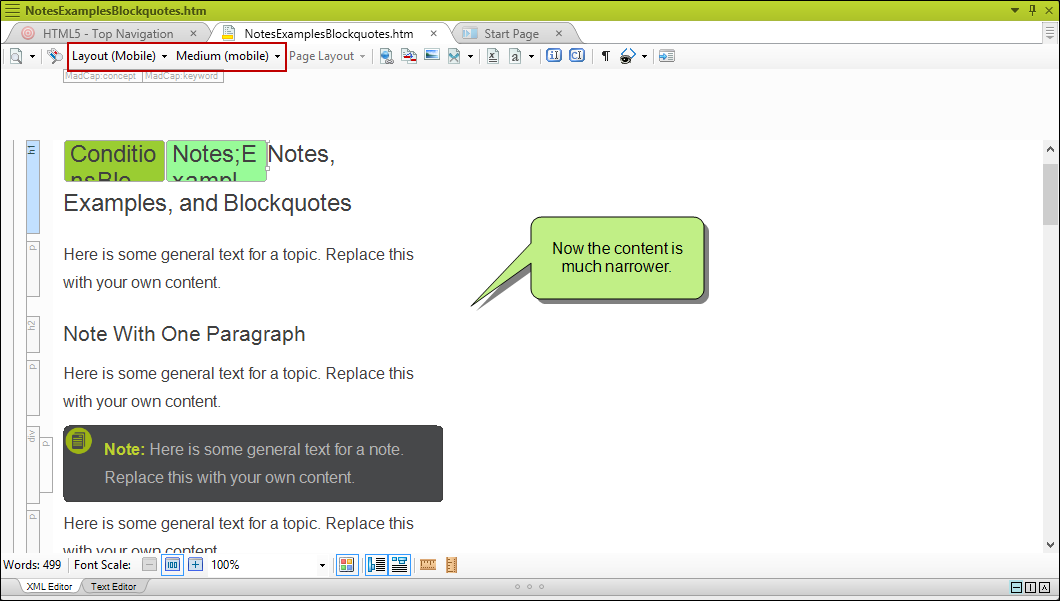 NotesExamplesBlockquotes.htm
HTML5 - Top Navigation
NotesExamplesBlockquotes.htm
Start Page
Layout (Mobile)
Medium (mobile)
Page Layout
MadCap:concept
MadCap:keyword
h1
Conditio
nsBlo
Notes;E
xampl
Notes,
Examples, and Blockquotes
p
Here is some general text for a topic. Replace this
with your own content.
Now the content is
much narrower.
h2
Note With One Paragraph
p
Here is some general text for a topic. Replace this
with your own content.
div
p
Note: Here is some general text for a note.
Replace this with your own content.
p
Here is some general text for a topic. Replace this
with your own content.
Words: 499
Font Scale:
100
100%
XML Editor
Text Editor